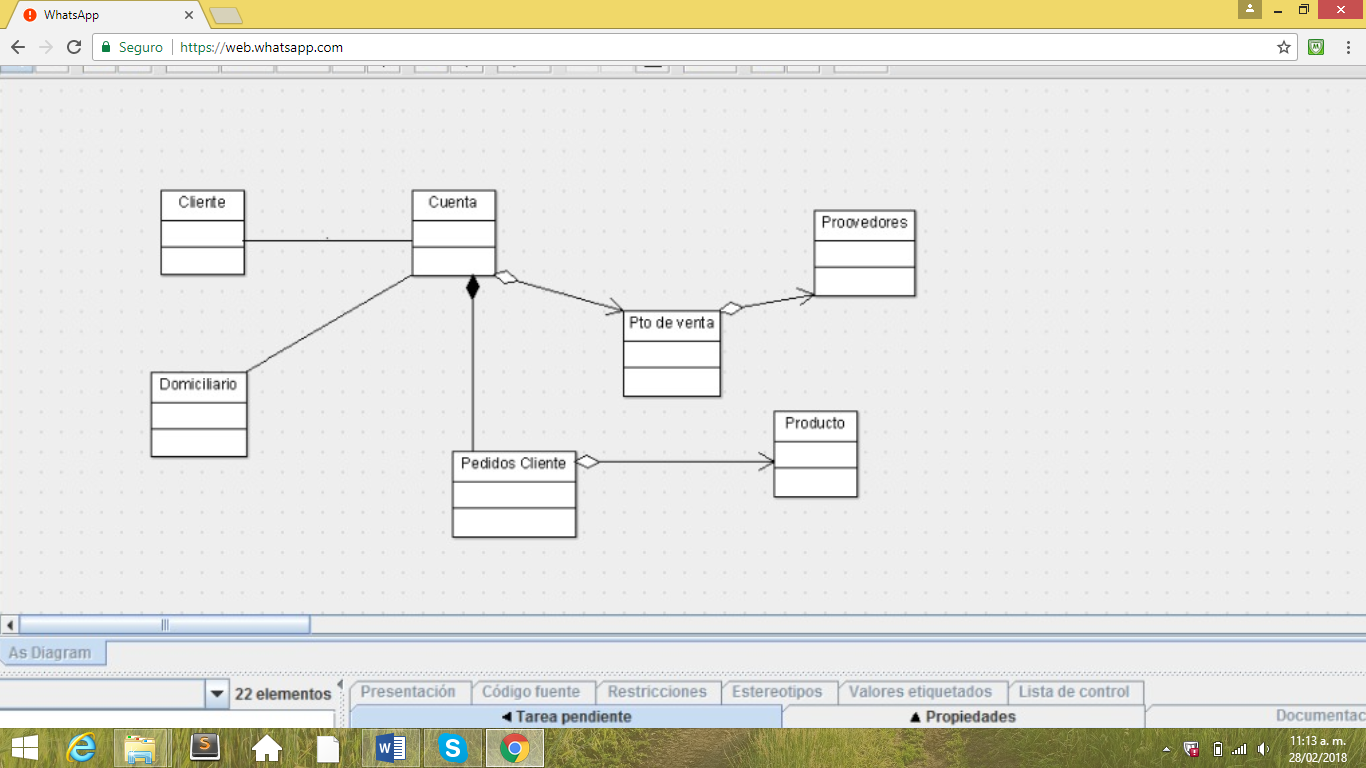 WhatsApp
Seguro
https://web.whatsapp.com
Cliente
Cuenta
Proovedores
Pto de venta
Domiciliario
Producto
Pedidos Cliente
As Diagram
22 elementos
Presentación
Código fuente
Restricciones
Estereotipos
Valores etiquetados
Lista de control
Tarea pendiente
Propiedades
Documentac
S
W
S
11:13 a. m.
28/02/2018